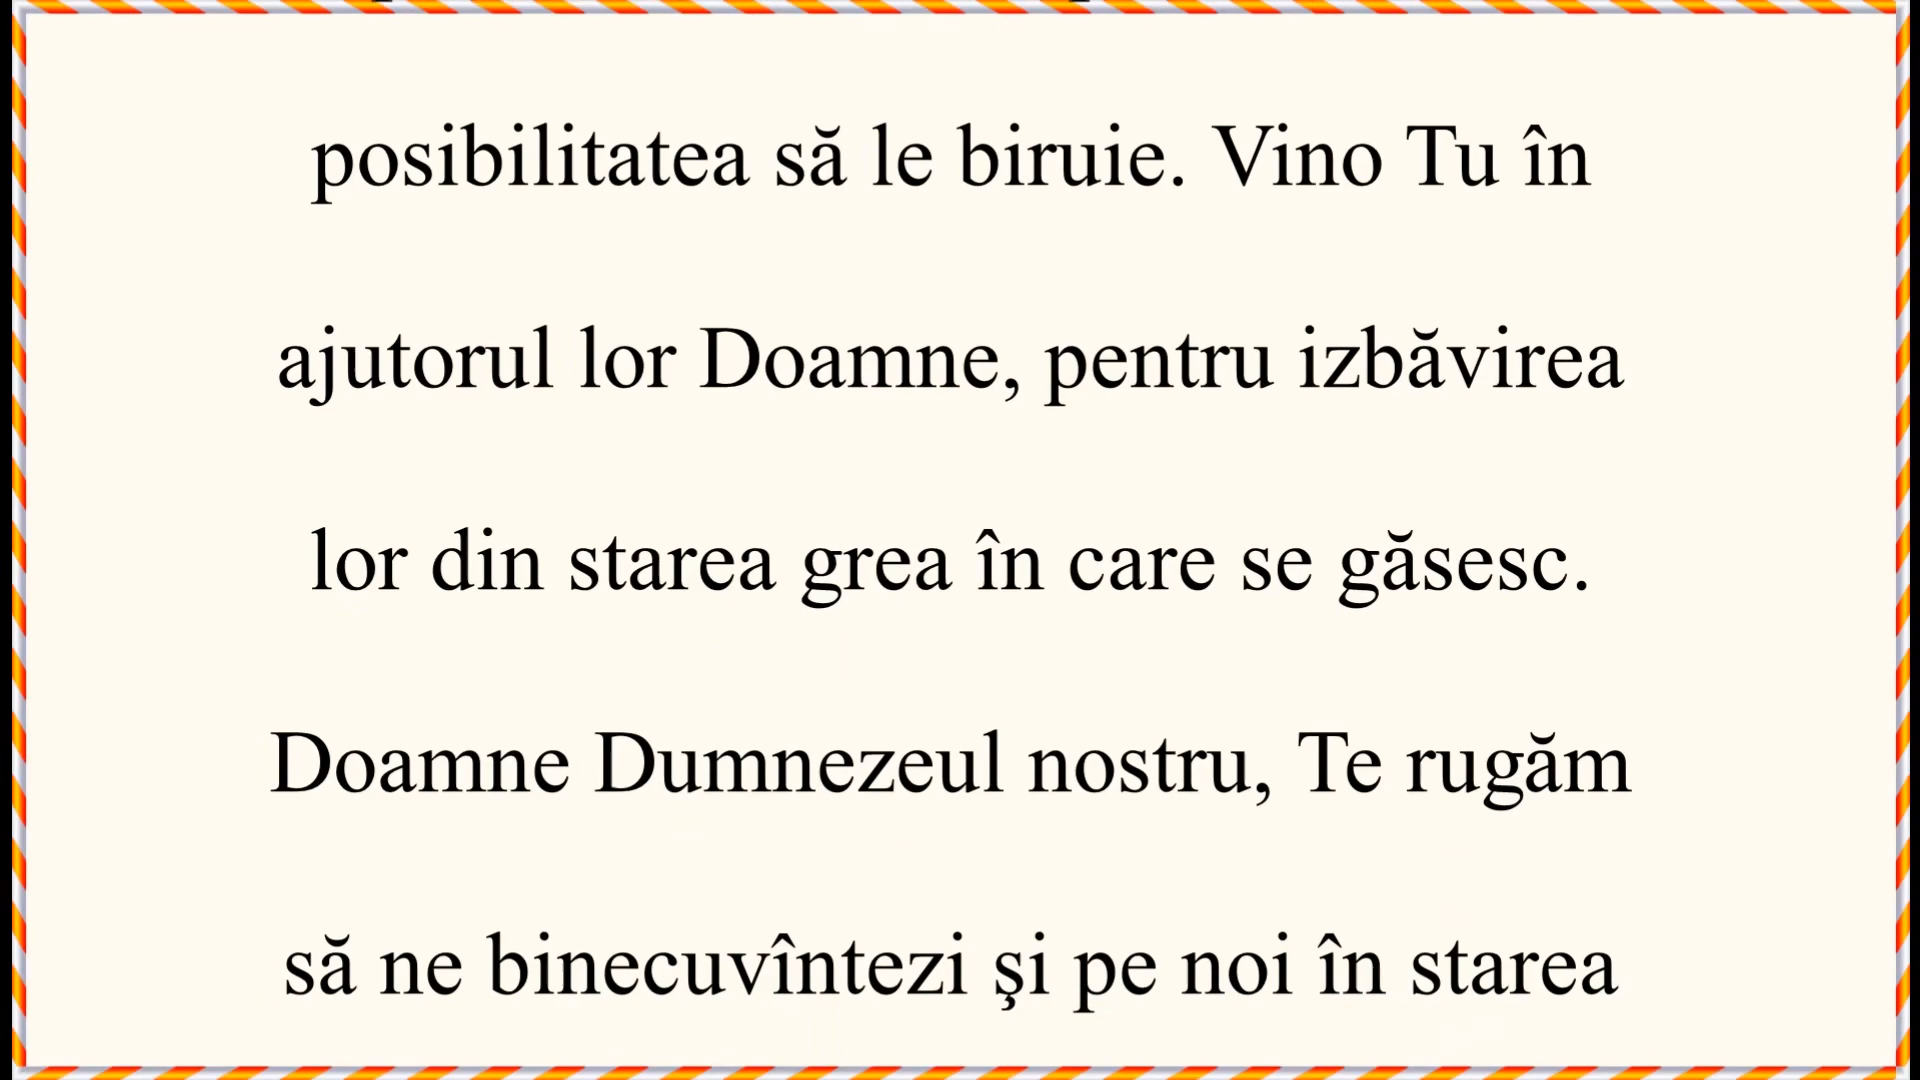 posibilitatea să le biruie. Vino Tu în
ajutorul lor Doamne, pentru izbăvirea
lor din starea grea în care se găsesc.
Doamne Dumnezeul nostru, Te rugăm
să ne binecuvîntezi şi pe noi în starea